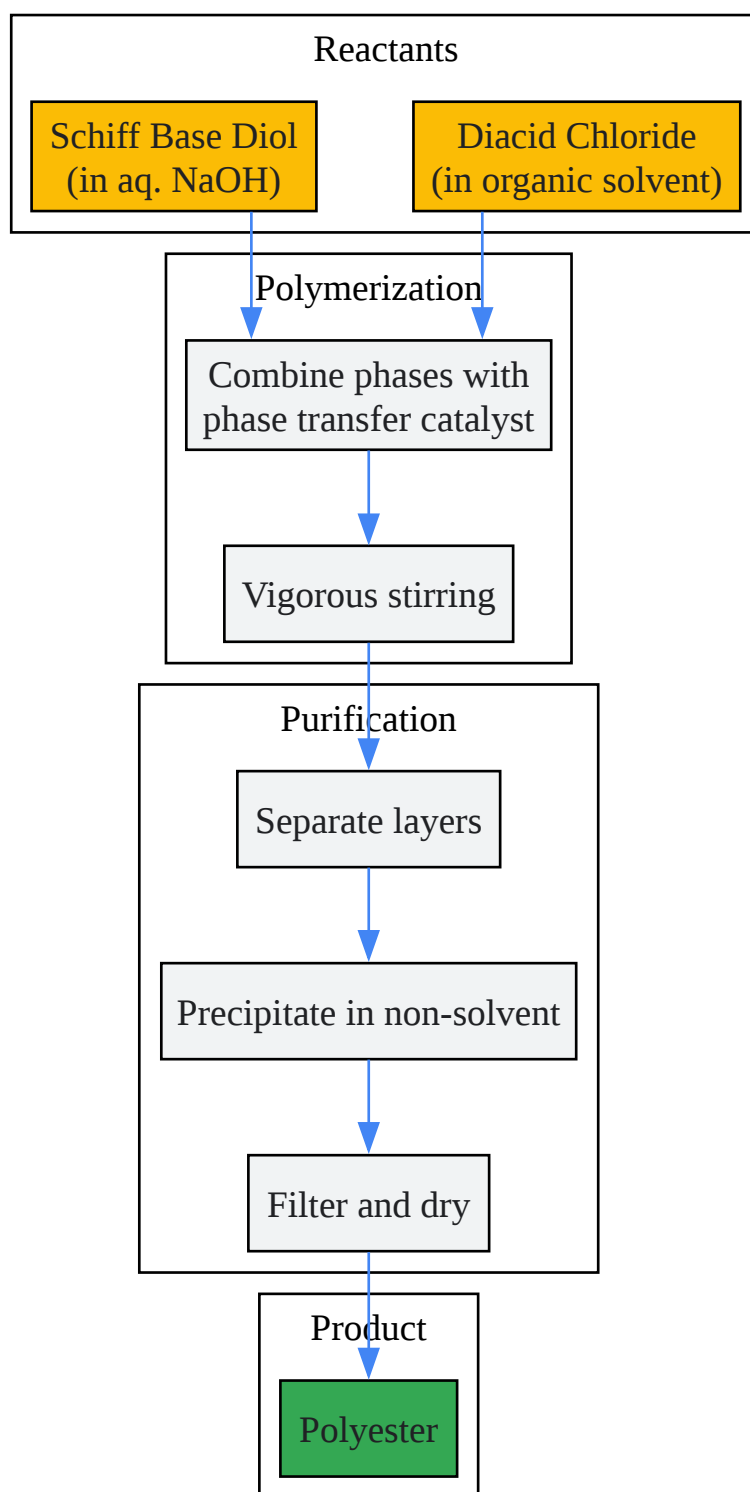 Reactants
Schiff Base Diol
(in aq. NaOH)
Diacid Chloride
(in organic solvent)
Polymerization
Combine phases with
phase transfer catalyst
Vigorous stirring
Purification
Separate layers
Precipitate in non-solvent
Filter and dry
Product
Polyester